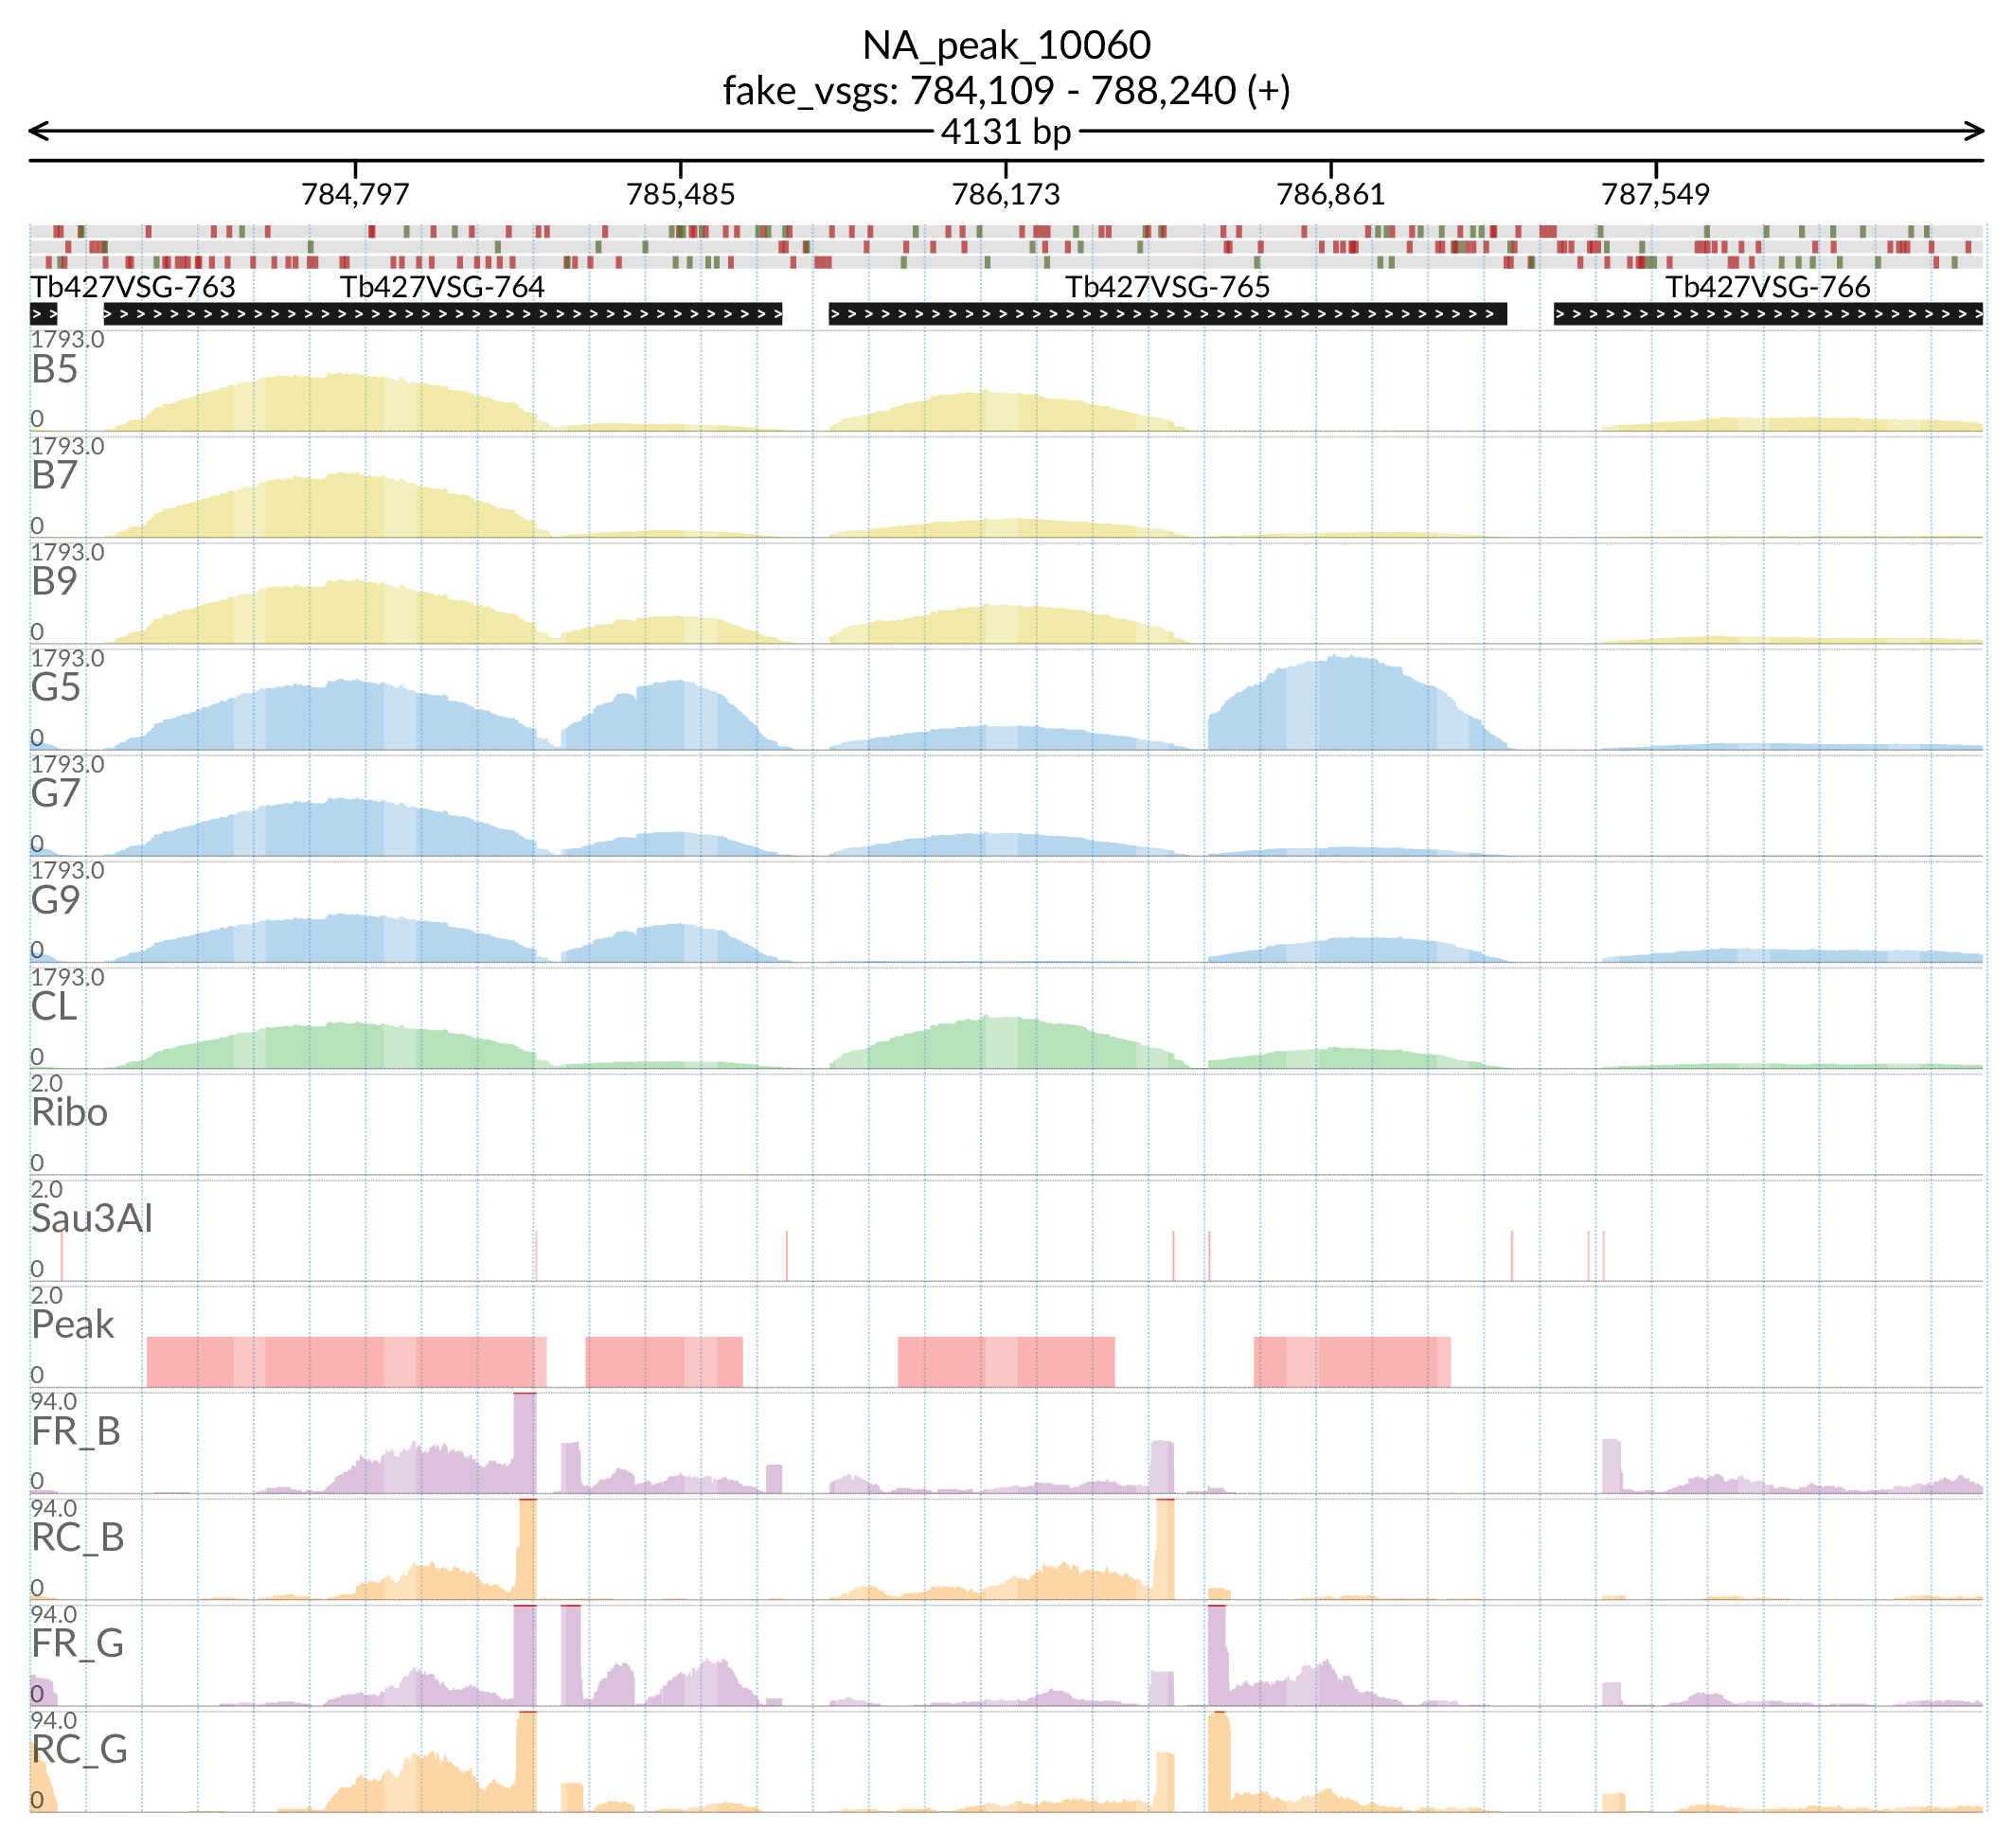 NA_peak_10060
fake_vsgs: 784,109 - 788,240 (+)
4131 bp
784,797 785,485 786,173 786,861 787,549
Tb427VSG-763 Tb427VSG-764 Tb427VSG-765 Tb427VSG-766
1793.0
B5
0
1793.0
B7
0
1793.0
B9
0
1793.0
G5
0
1793.0
G7
0
1793.0
G9
0
1793.0
CL
0
2.0
Ribo
0
2.0
Sau3AI
0
2.0
Peak
0
94.0
FR_B
0
94.0
RC_B
0
94.0
FR_G
0
94.0
RC_G
0